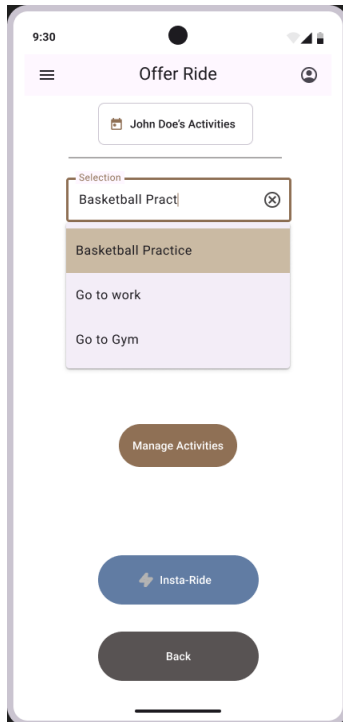 9:30
Offer Ride
John Doe's Activities
Selection
Basketball Pract
Basketball Practice
Go to work
Go to Gym
Manage Activities
Insta-Ride
Back